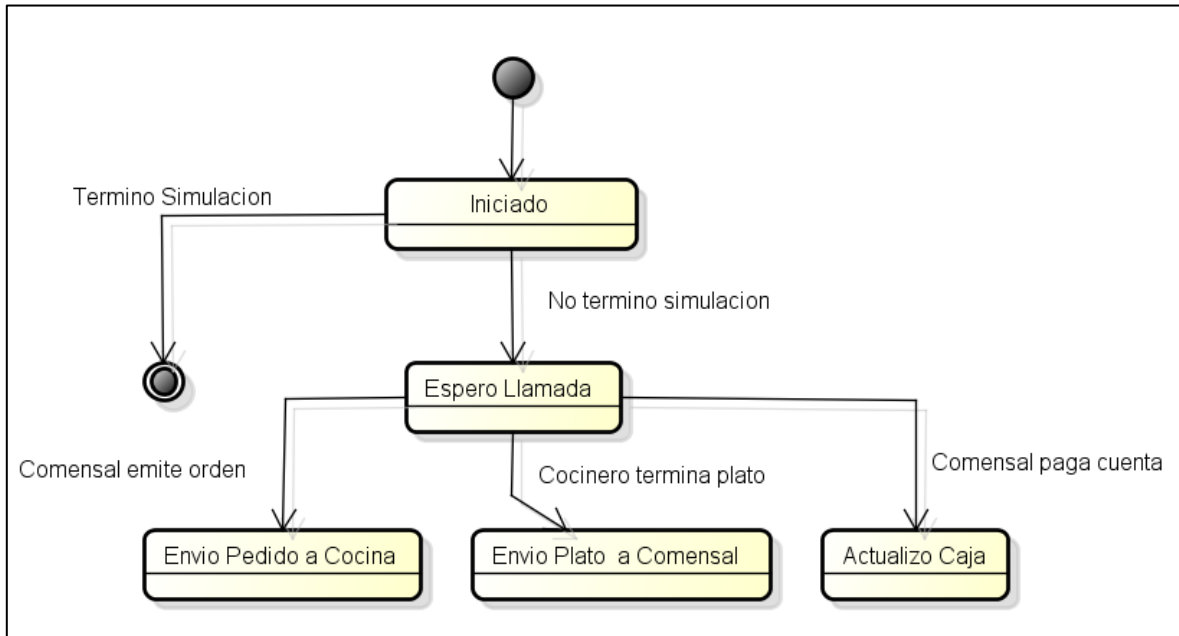 Termino Simulacion
Iniciado
No termino simulacion
Espero Llamada
Comensal emite orden
Cocinero termina plato
Comensal paga cuenta
Envio Pedido a Cocina
Envio Plato a Comensal
Actualizo Caja